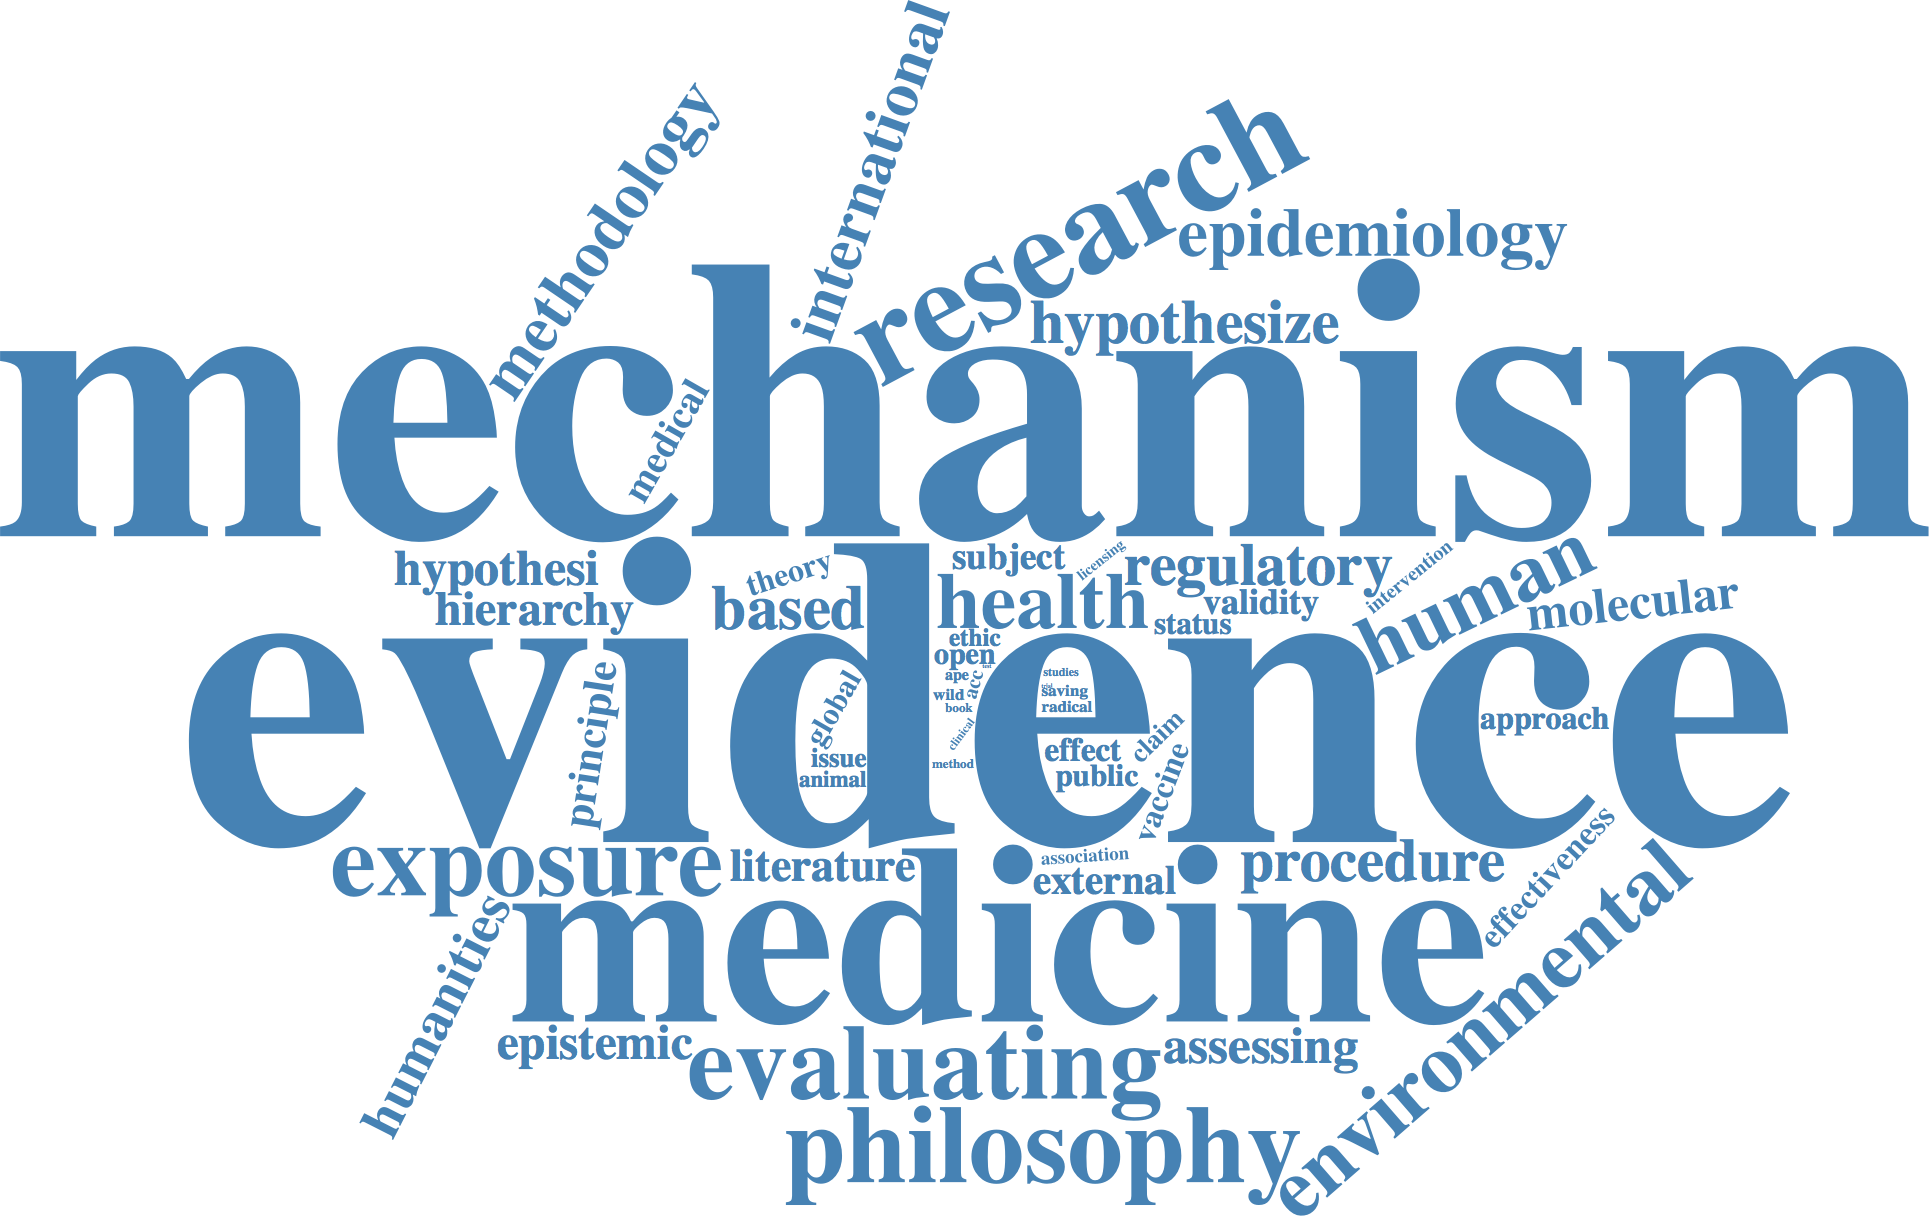 international
methodology
research
epidemiology
hypothesize
mechanism
medical
hypothesi
hierarchy
theory
based
subject
licensing
health
regulatory
validity
status
intervention
human
molecular
evidence
ethic
open
test
ape
acc
wild
book
clinical
method
studies
trial
saving
radical
effect
public
claim
vaccine
approach
principle
global
issue
animal
exposure
literature
association
external
procedure
effectiveness
environmental
humanities
medicine
epistemic
evaluating
assessing
philosophy